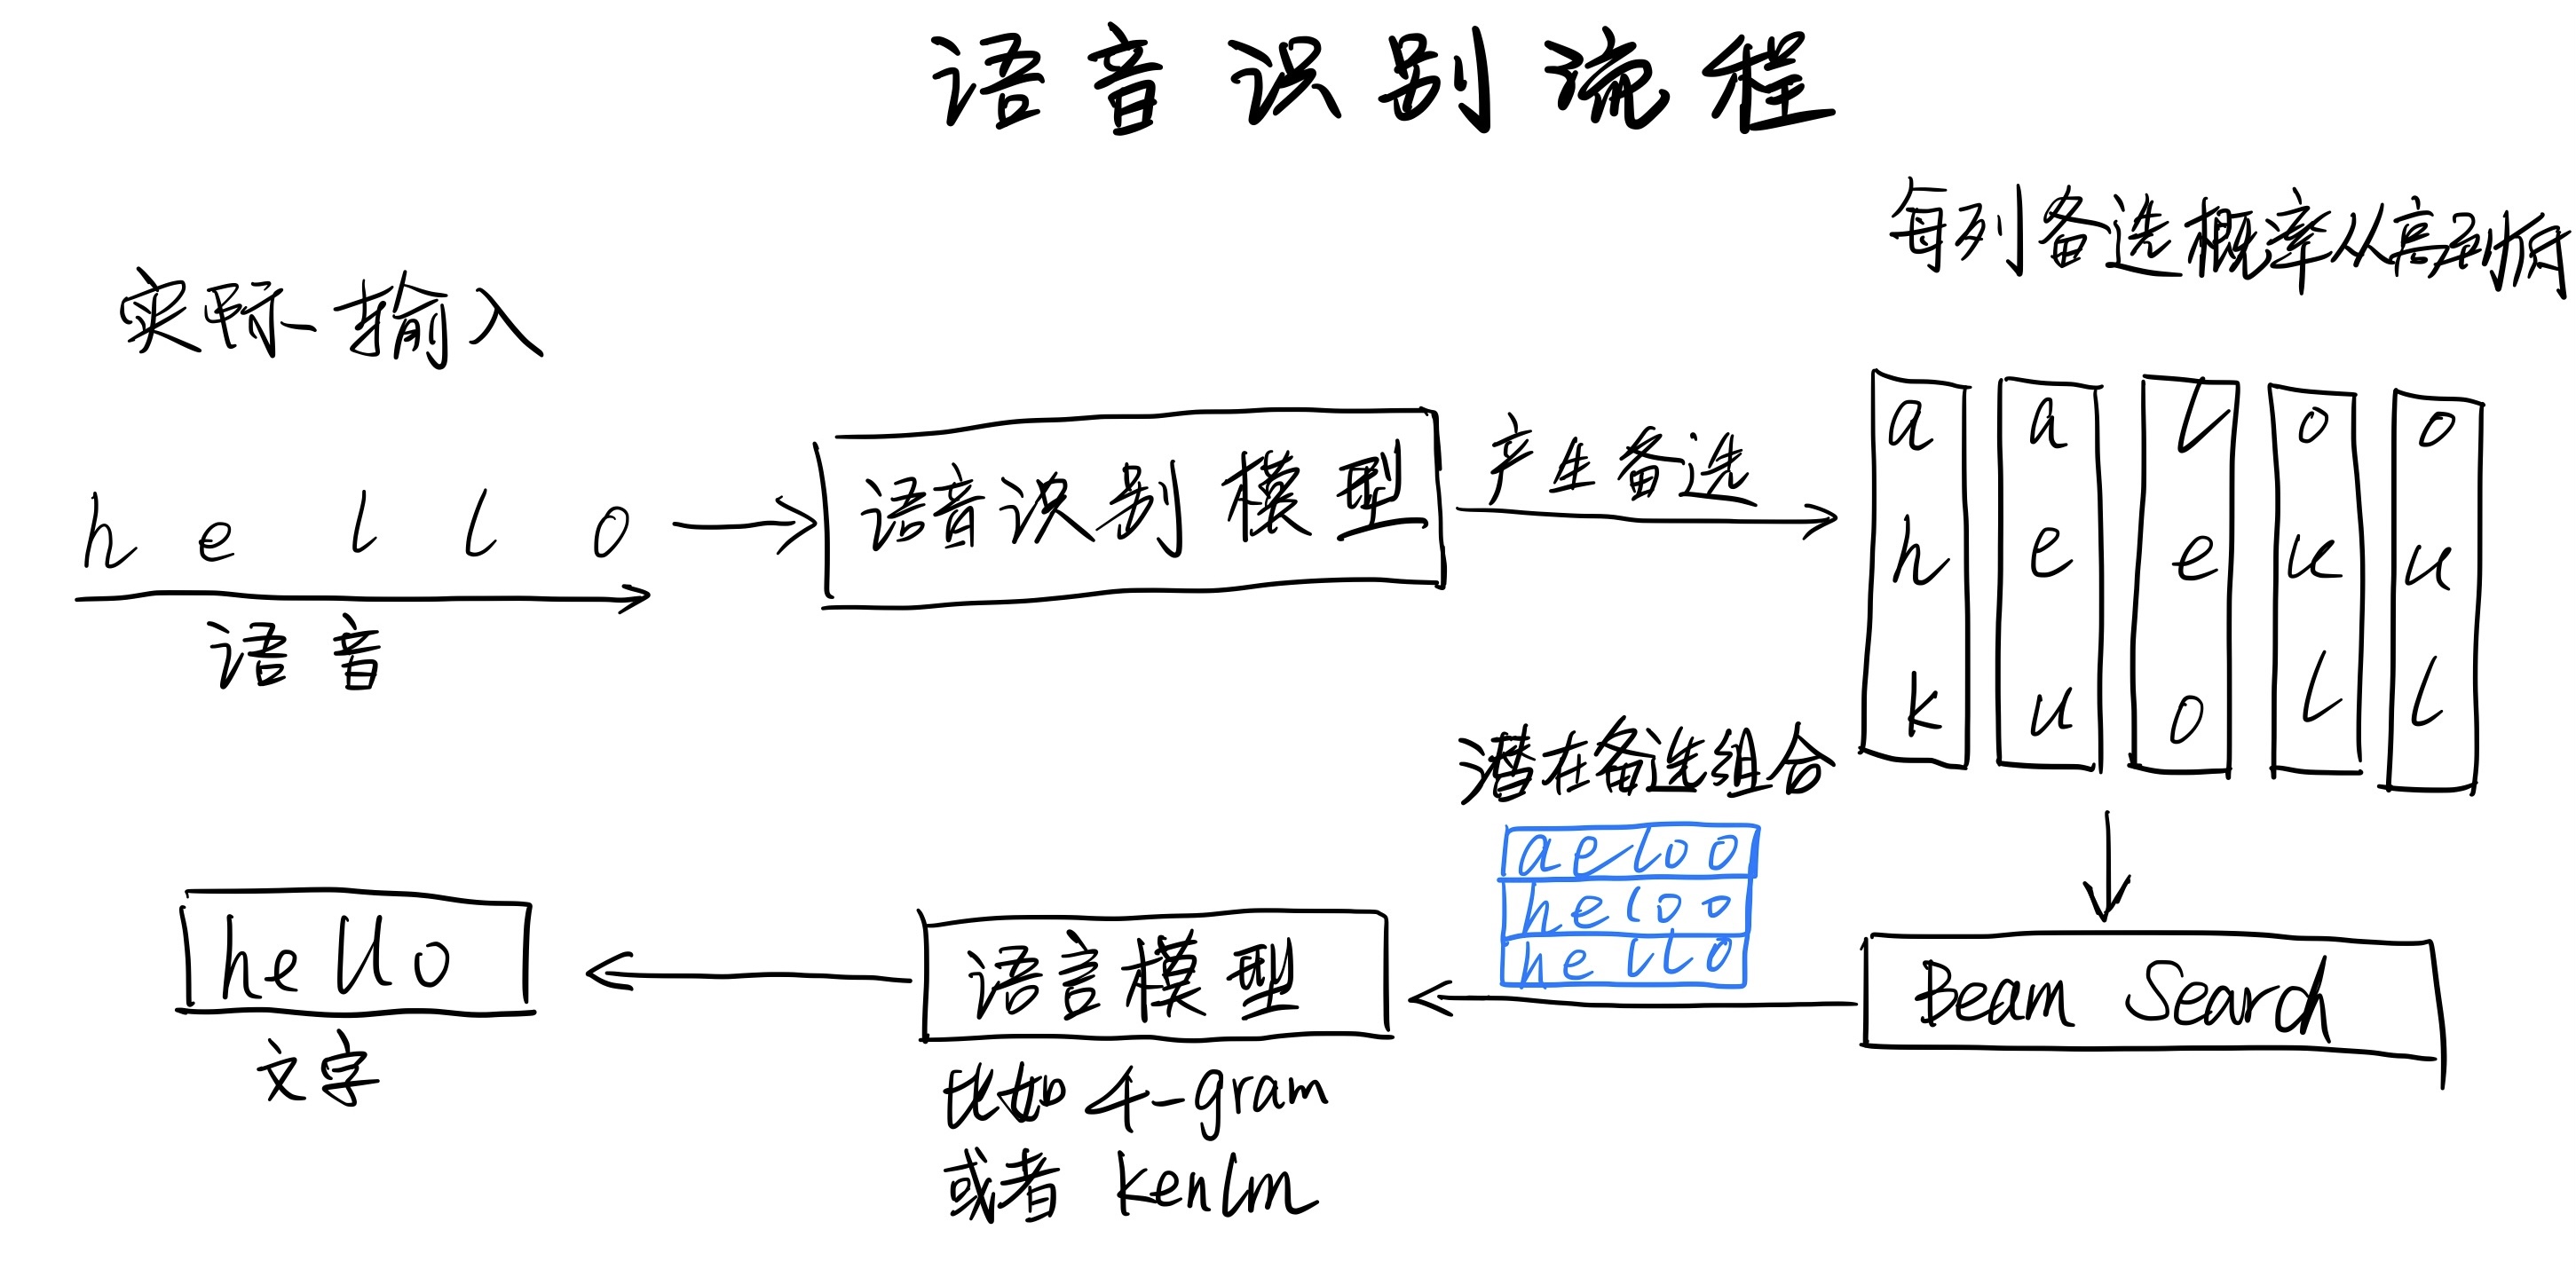 语音识别流程
每列备选概率从高到低
实际输入
h e l l o
语音
语音识别模型
产生备选
a a l o o
h e e u u
k u o l l
潜在备选组合
aeloo
heloo
hello
Beam Search
语言模型
比如 4-gram
或者 kenlm
hello
文字